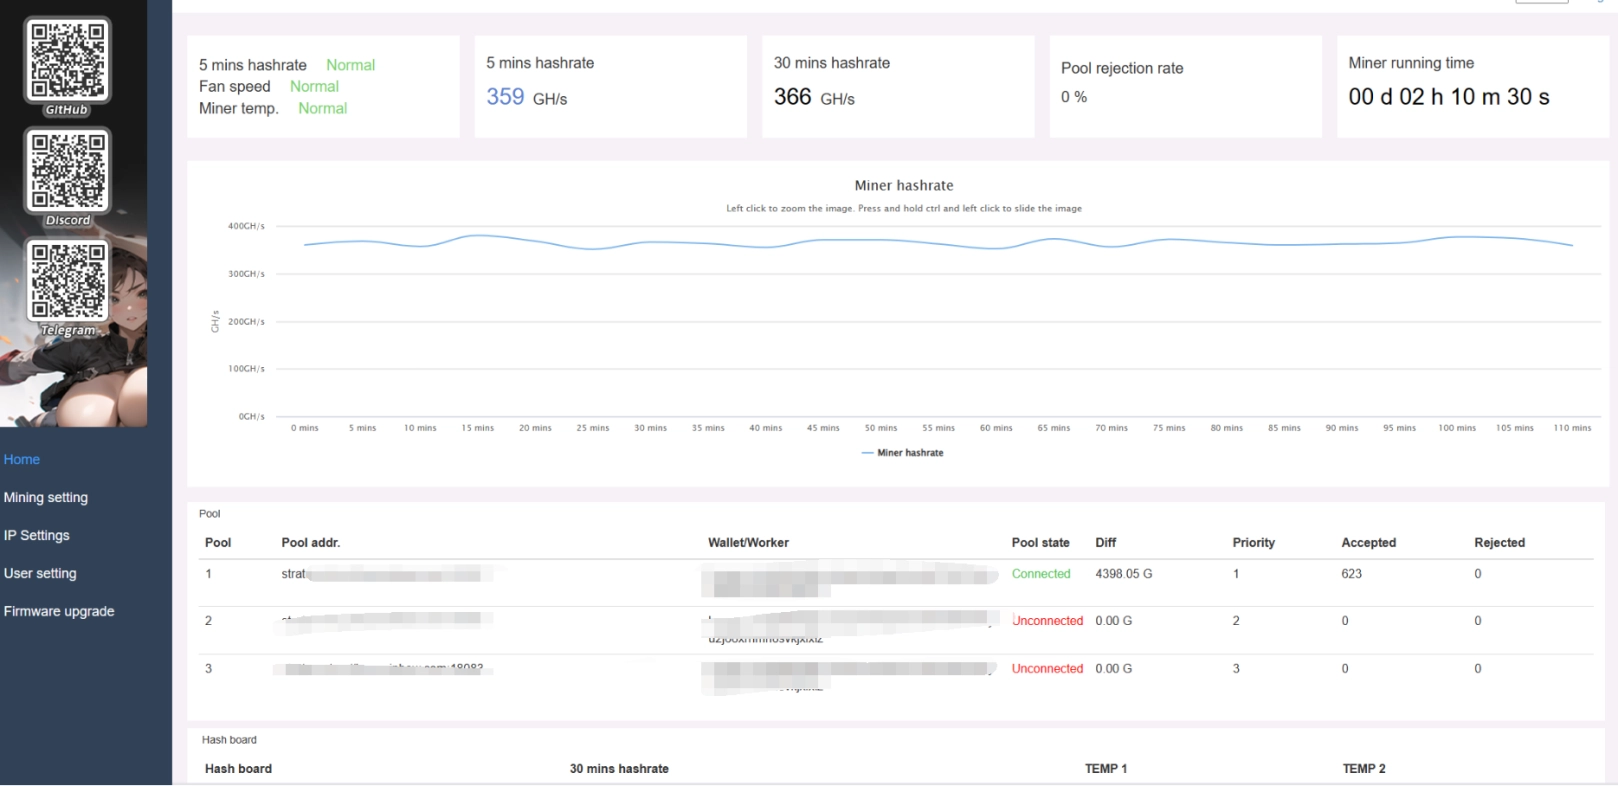 GItHub
DIscord
Telegram
Home
Mining setting
IP Settings
User setting
Firmware upgrade
5 mins hashrate Normal
Fan speed Normal
Miner temp. Normal
5 mins hashrate
359 GH/s
30 mins hashrate
366 GH/s
Pool rejection rate
0 %
Miner running time
00 d 02 h 10 m 30 s
Miner hashrate
Left click to zoom the image. Press and hold ctrl and left click to slide the image
400GH/s
300GH/s
200GH/s
100GH/s
0GH/s
GH/s
0 mins 5 mins 10 mins 15 mins 20 mins 25 mins 30 mins 35 mins 40 mins 45 mins 50 mins 55 mins 60 mins 65 mins 70 mins 75 mins 80 mins 85 mins 90 mins 95 mins 100 mins 105 mins 110 mins
Miner hashrate
Pool
Pool Pool addr. Wallet/Worker Pool state Diff Priority Accepted Rejected
1 strat Connected 4398.05 G 1 623 0
2 Unconnected 0.00 G 2 0 0
3 Unconnected 0.00 G 3 0 0
Hash board
Hash board 30 mins hashrate TEMP 1 TEMP 2